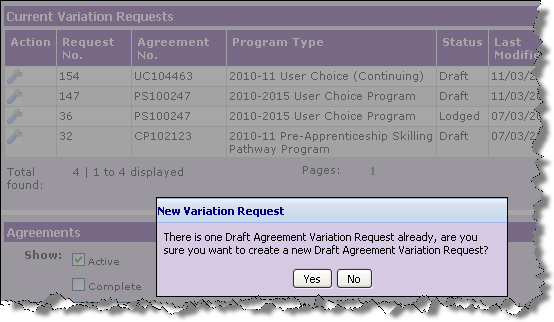 Current Variation Requests
Action Request No. Agreement No. Program Type Status Last Modifi
154 UC104463 2010-11 User Choice (Continuing) Draft 11/03/20
147 PS100247 2010-2015 User Choice Program Draft 11/03/20
36 PS100247 2010-2015 User Choice Program Lodged 07/03/20
32 CP102123 2010-11 Pre-Apprenticeship Skilling Pathway Program Draft 07/03/20
Total found: 4 | 1 to 4 displayed Pages: 1
New Variation Request
There is one Draft Agreement Variation Request already, are you
sure you want to create a new Draft Agreement Variation Request?
Yes No
Agreements
Show: Active
Complete